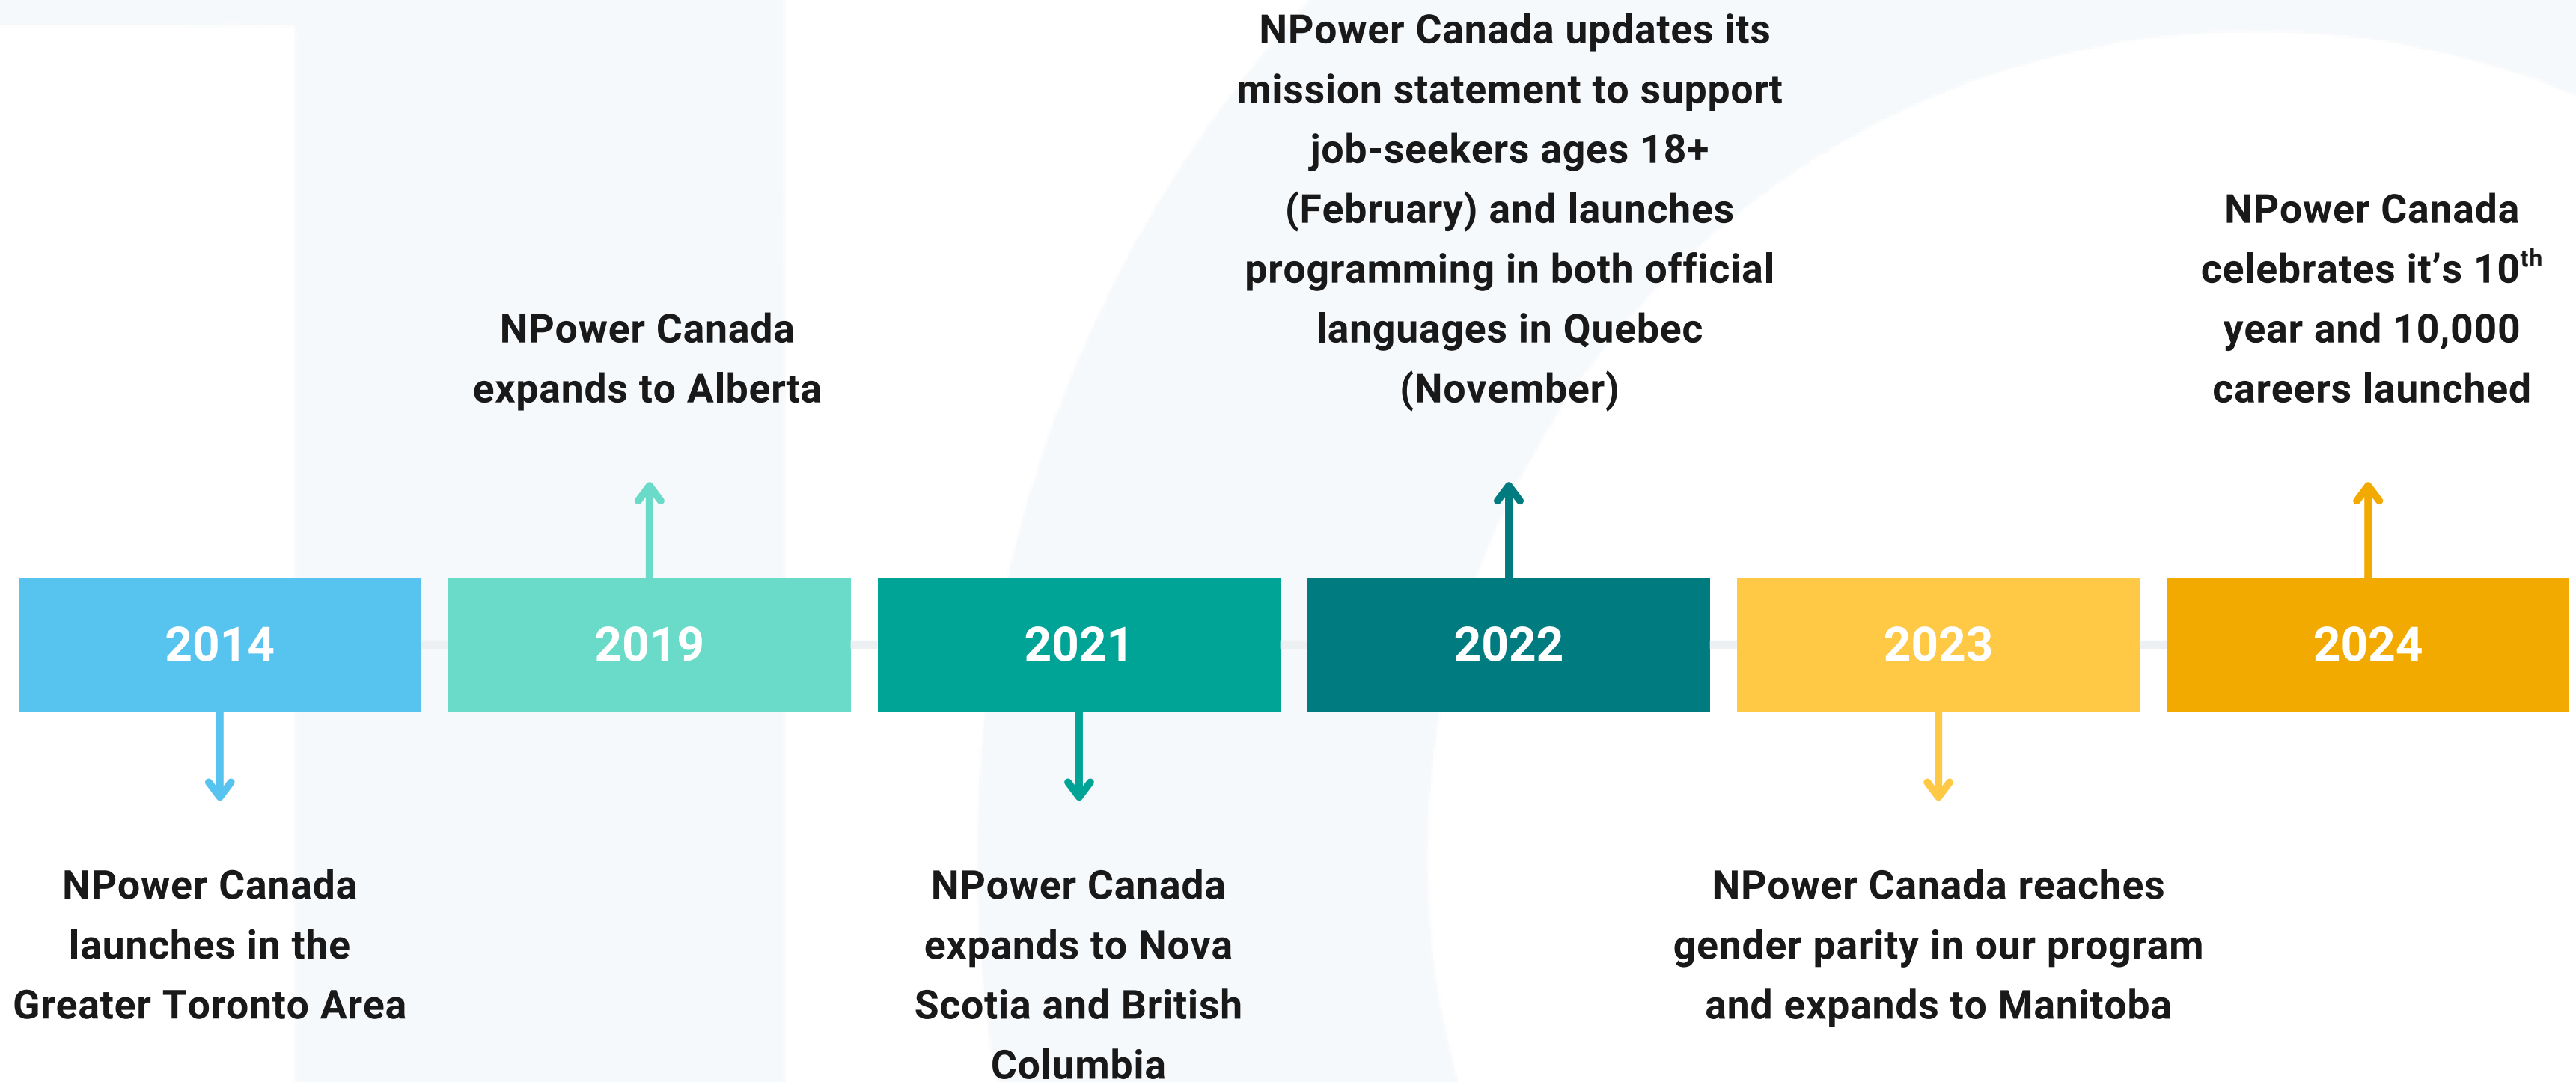 NPower Canada updates its
mission statement to support
job-seekers ages 18+
(February) and launches
programming in both official
languages in Quebec
(November)
NPower Canada
celebrates it’s 10th
year and 10,000
careers launched
NPower Canada
expands to Alberta
2014
2019
2021
2022
2023
2024
NPower Canada
launches in the
Greater Toronto Area
NPower Canada
expands to Nova
Scotia and British
Columbia
NPower Canada reaches
gender parity in our program
and expands to Manitoba